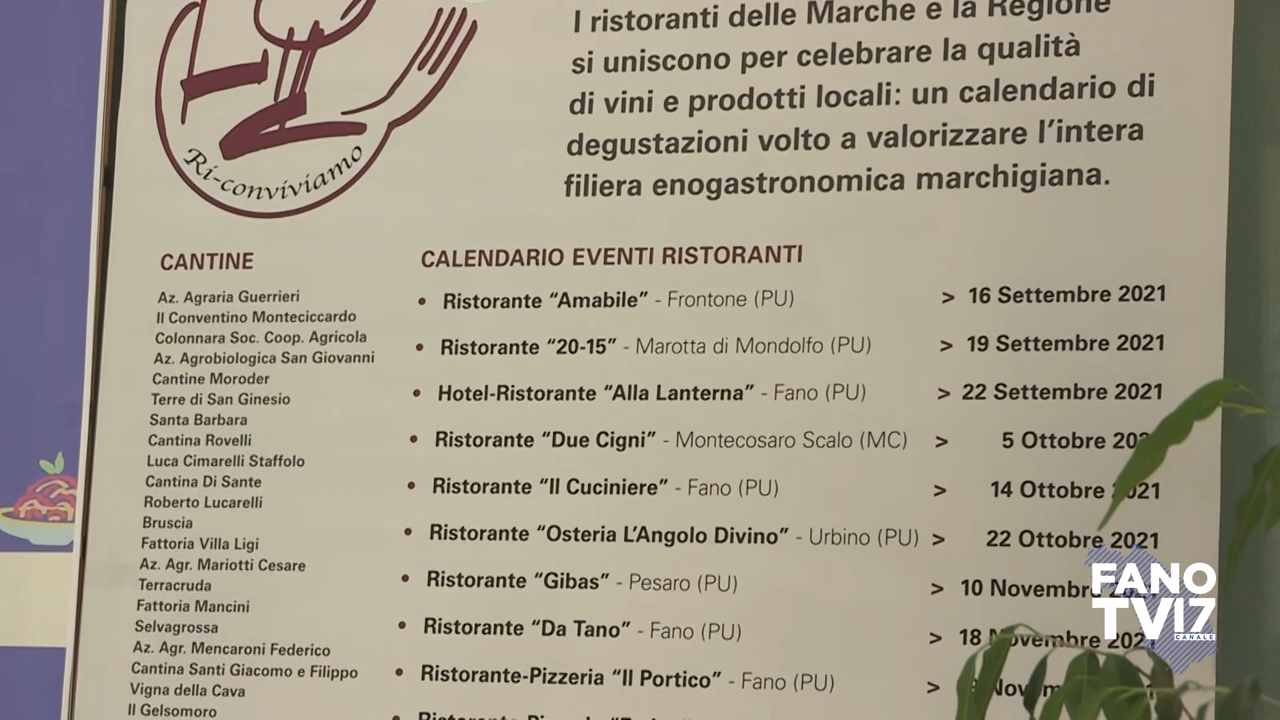 Ri-conviviamo
I ristoranti delle Marche e la Regione
si uniscono per celebrare la qualità
di vini e prodotti locali: un calendario di
degustazioni volto a valorizzare l'intera
filiera enogastronomica marchigiana.
CANTINE
Az. Agraria Guerrieri
Il Conventino Monteciccardo
Colonnara Soc. Coop. Agricola
Az. Agrobiologica San Giovanni
Cantine Moroder
Terre di San Ginesio
Santa Barbara
Cantina Rovelli
Luca Cimarelli Staffolo
Cantina Di Sante
Roberto Lucarelli
Bruscia
Fattoria Villa Ligi
Az. Agr. Mariotti Cesare
Terracruda
Fattoria Mancini
Selvagrossa
Az. Agr. Mencaroni Federico
Cantina Santi Giacomo e Filippo
Vigna della Cava
Il Gelsomoro
CALENDARIO EVENTI RISTORANTI
• Ristorante “Amabile” - Frontone (PU) > 16 Settembre 2021
• Ristorante “20-15” - Marotta di Mondolfo (PU) > 19 Settembre 2021
• Hotel-Ristorante “Alla Lanterna” - Fano (PU) > 22 Settembre 2021
• Ristorante “Due Cigni” - Montecosaro Scalo (MC) > 5 Ottobre 202
• Ristorante “Il Cuciniere” - Fano (PU) > 14 Ottobre 2021
• Ristorante “Osteria L'Angolo Divino” - Urbino (PU) > 22 Ottobre 2021
• Ristorante “Gibas” - Pesaro (PU) > 10 Novembre 2021
• Ristorante “Da Tano” - Fano (PU) > 18 Novembre 2021
• Ristorante-Pizzeria “Il Portico” - Fano (PU) >
FANO
TV17
CANALE